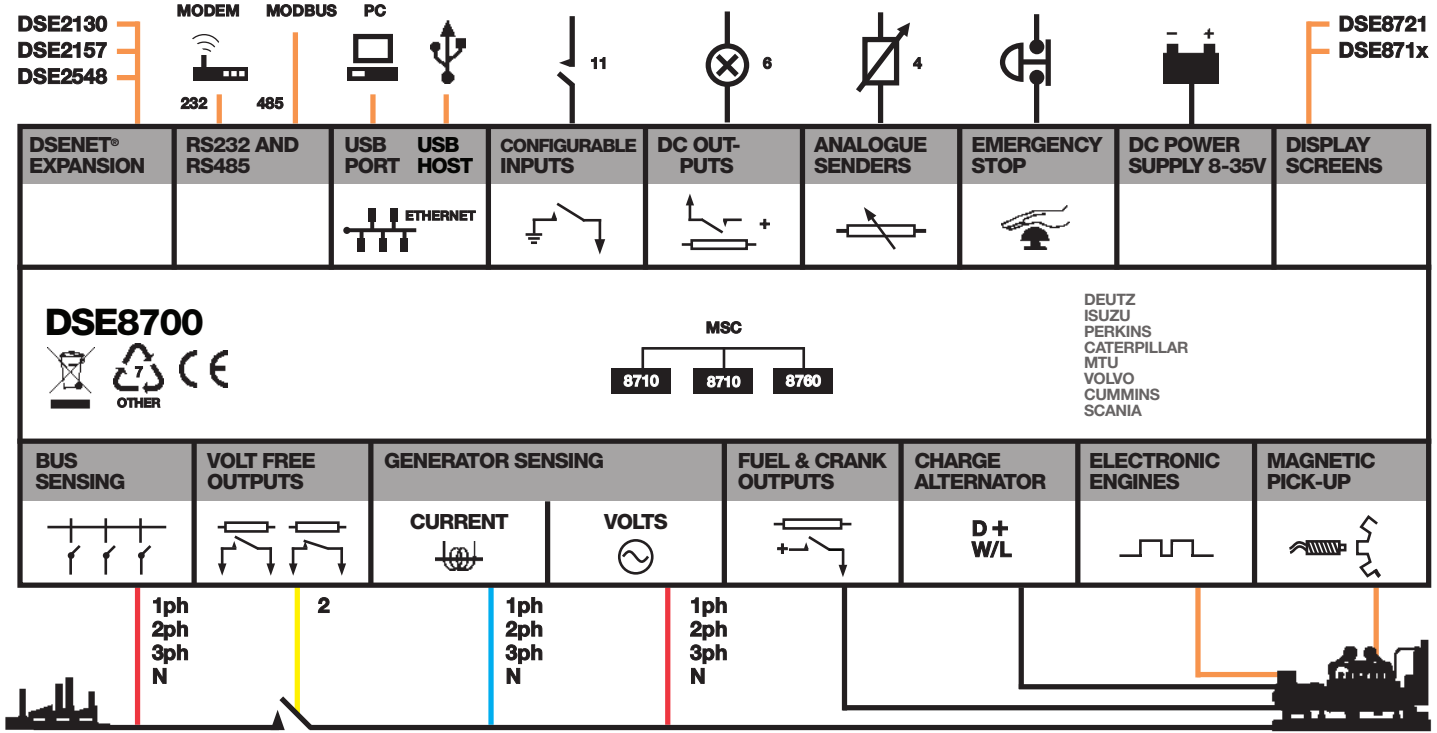 DSE2130
DSE2157
DSE2548
MODEM
MODBUS
PC
232
485
11
6
4
- +
DSE8721
DSE871x
DSENET®
EXPANSION
RS232 AND
RS485
USB
PORT
USB
HOST
CONFIGURABLE
INPUTS
DC OUT-
PUTS
ANALOGUE
SENDERS
EMERGENCY
STOP
DC POWER
SUPPLY 8-35V
DISPLAY
SCREENS
ETHERNET
+
DSE8700
7
OTHER
CE
MSC
8710
8710
8760
DEUTZ
ISUZU
PERKINS
CATERPILLAR
MTU
VOLVO
CUMMINS
SCANIA
BUS
SENSING
VOLT FREE
OUTPUTS
GENERATOR SENSING
FUEL & CRANK
OUTPUTS
CHARGE
ALTERNATOR
ELECTRONIC
ENGINES
MAGNETIC
PICK-UP
CURRENT
VOLTS
+
D +
W/L
1ph
2ph
3ph
N
2
1ph
2ph
3ph
N
1ph
2ph
3ph
N